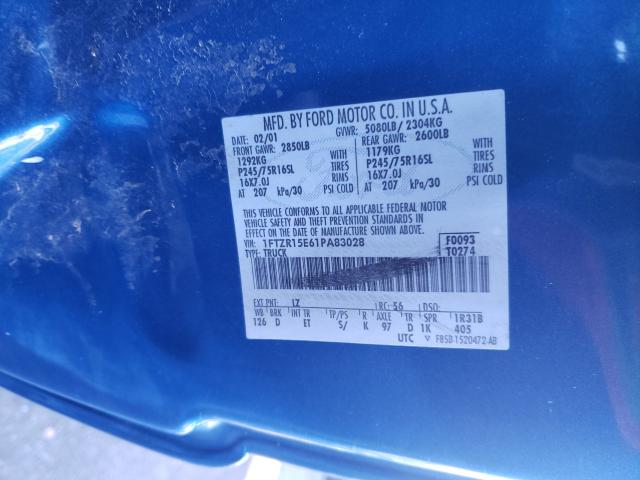 MFD. BY FORD MOTOR CO. IN U.S.A.
DATE: 02/01 GVWR: 5080LB/ 2304KG
FRONT GAWR: 2850LB REAR GAWR: 2600LB
1292KG WITH 1179KG WITH
P245/75R16SL TIRES P245/75R16SL TIRES
16X7.0J RIMS 16X7.0J RIMS
AT 207 kPa/30 PSI COLD AT 207 kPa/30 PSI COLD
THIS VEHICLE CONFORMS TO ALL APPLICABLE FEDERAL MOTOR
VEHICLE SAFETY AND THEFT PREVENTION STANDARDS IN
EFFECT ON THE DATE OF MANUFACTURE SHOWN ABOVE.
VIN: 1FTZR15E61PA83028 F0093
TYPE: TRUCK T0274
EXT PNT: LZ RC: 56 DSO:
WB BRK INT TR TP/PS R AXLE TR SPR 1R31B
126 D ET S/ K 97 D 1K 405
UTC F85B-1520472-AB